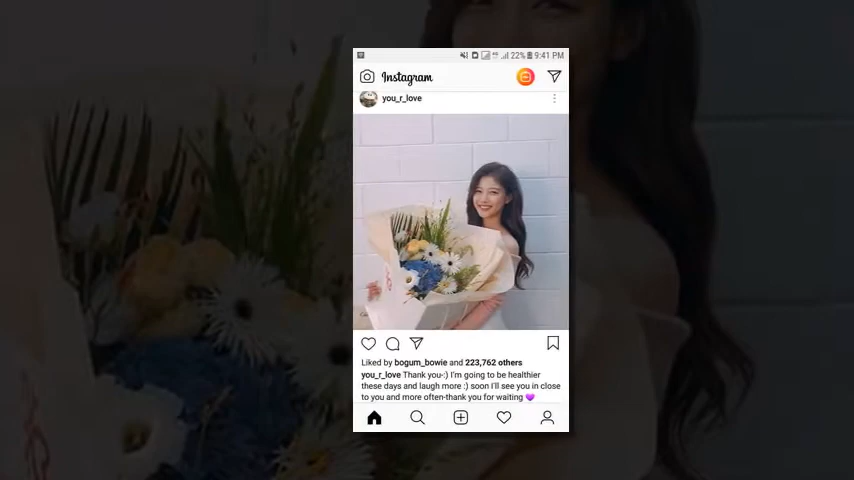 22% 9:41 PM
Instagram
you_r_love
Liked by bogum_bowie and 223,762 others
you_r_love Thank you-:) I'm going to be healthier
these days and laugh more :) soon I'll see you in close
to you and more often-thank you for waiting 💜